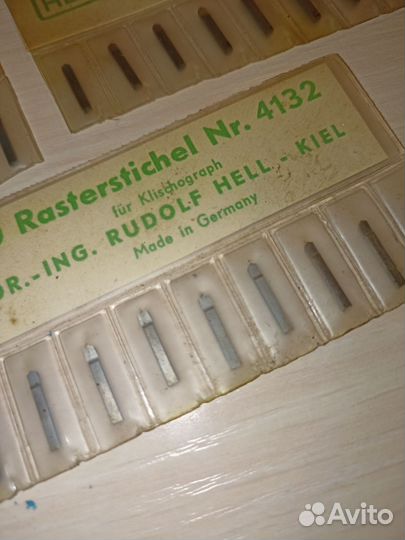 Rasterstichel Nr. 4132
für Klischograph
DR.-ING. RUDOLF HELL - KIEL
Made in Germany
Avito